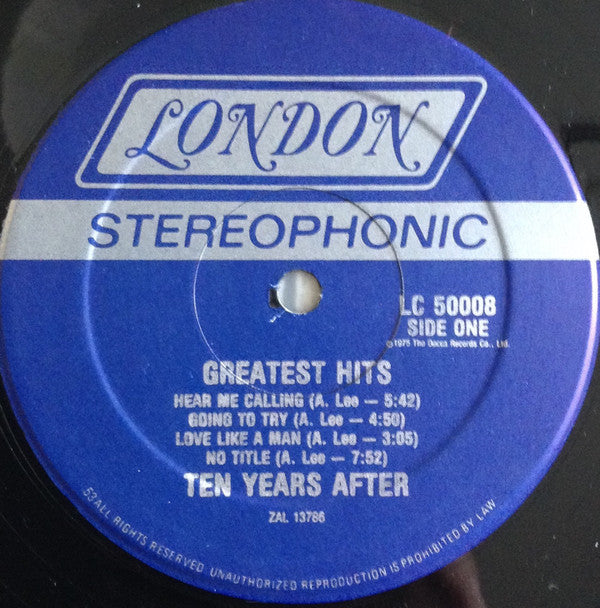 LONDON
STEREOPHONIC
LC 50008
SIDE ONE
℗1975 The Decca Records Co., Ltd.
GREATEST HITS
HEAR ME CALLING (A. Lee — 5:42)
GOING TO TRY (A. Lee — 4:50)
LOVE LIKE A MAN (A. Lee — 3:05)
NO TITLE (A. Lee — 7:52)
TEN YEARS AFTER
ZAL 13786
53 ALL RIGHTS RESERVED UNAUTHORIZED REPRODUCTION IS PROHIBITED BY LAW